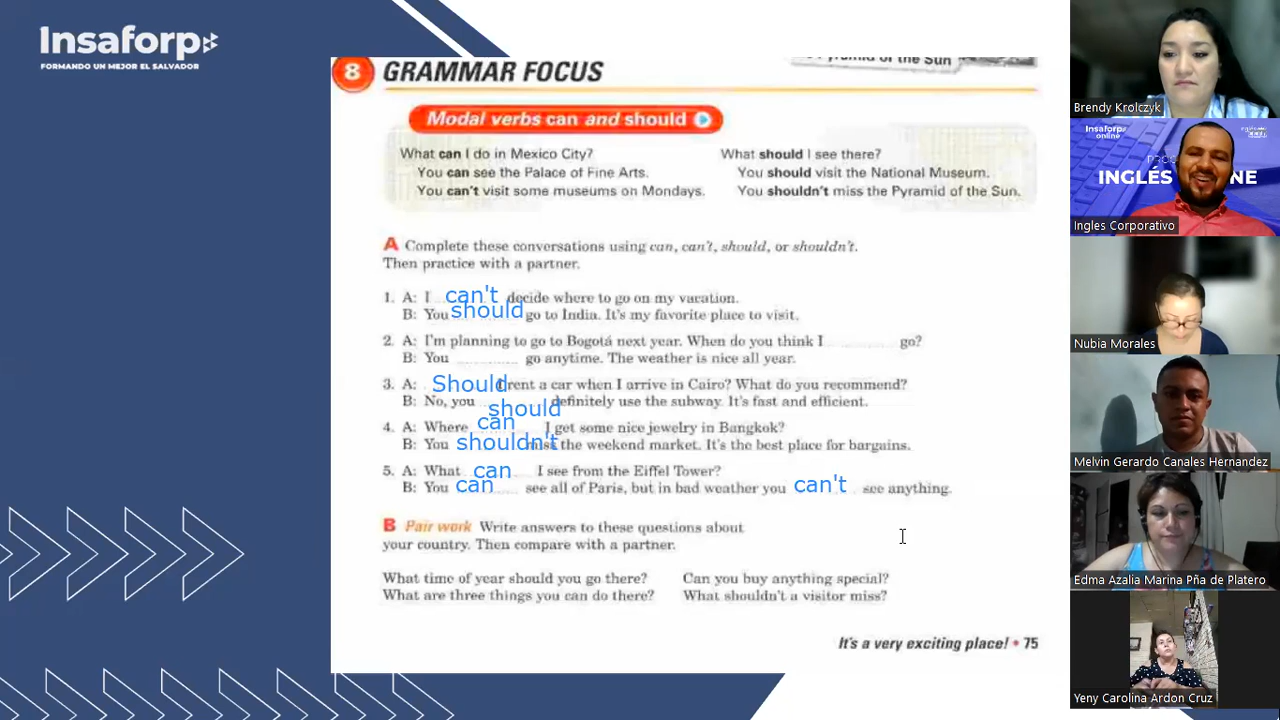 Insaforp
FORMANDO UN MEJOR EL SALVADOR
8 GRAMMAR FOCUS
Pyramid of the Sun
Modal verbs can and should
What can I do in Mexico City?
You can see the Palace of Fine Arts.
You can't visit some museums on Mondays.
What should I see there?
You should visit the National Museum.
You shouldn't miss the Pyramid of the Sun.
A Complete these conversations using can, can't, should, or shouldn't.
Then practice with a partner.
1. A: I can't decide where to go on my vacation.
B: You should go to India. It's my favorite place to visit.
2. A: I'm planning to go to Bogotá next year. When do you think I ............ go?
B: You ............ go anytime. The weather is nice all year.
3. A: Should I rent a car when I arrive in Cairo? What do you recommend?
B: No, you should definitely use the subway. It's fast and efficient.
4. A: Where can I get some nice jewelry in Bangkok?
B: You shouldn't miss the weekend market. It's the best place for bargains.
5. A: What can I see from the Eiffel Tower?
B: You can see all of Paris, but in bad weather you can't see anything.
B Pair work Write answers to these questions about
your country. Then compare with a partner.
What time of year should you go there?
What are three things you can do there?
Can you buy anything special?
What shouldn't a visitor miss?
It's a very exciting place! • 75
Brendy Krolczyk
Insaforp
online
INGLÉS
NE
Ingles Corporativo
Nubia Morales
Melvin Gerardo Canales Hernandez
Edma Azalia Marina Pña de Platero
Yeny Carolina Ardon Cruz